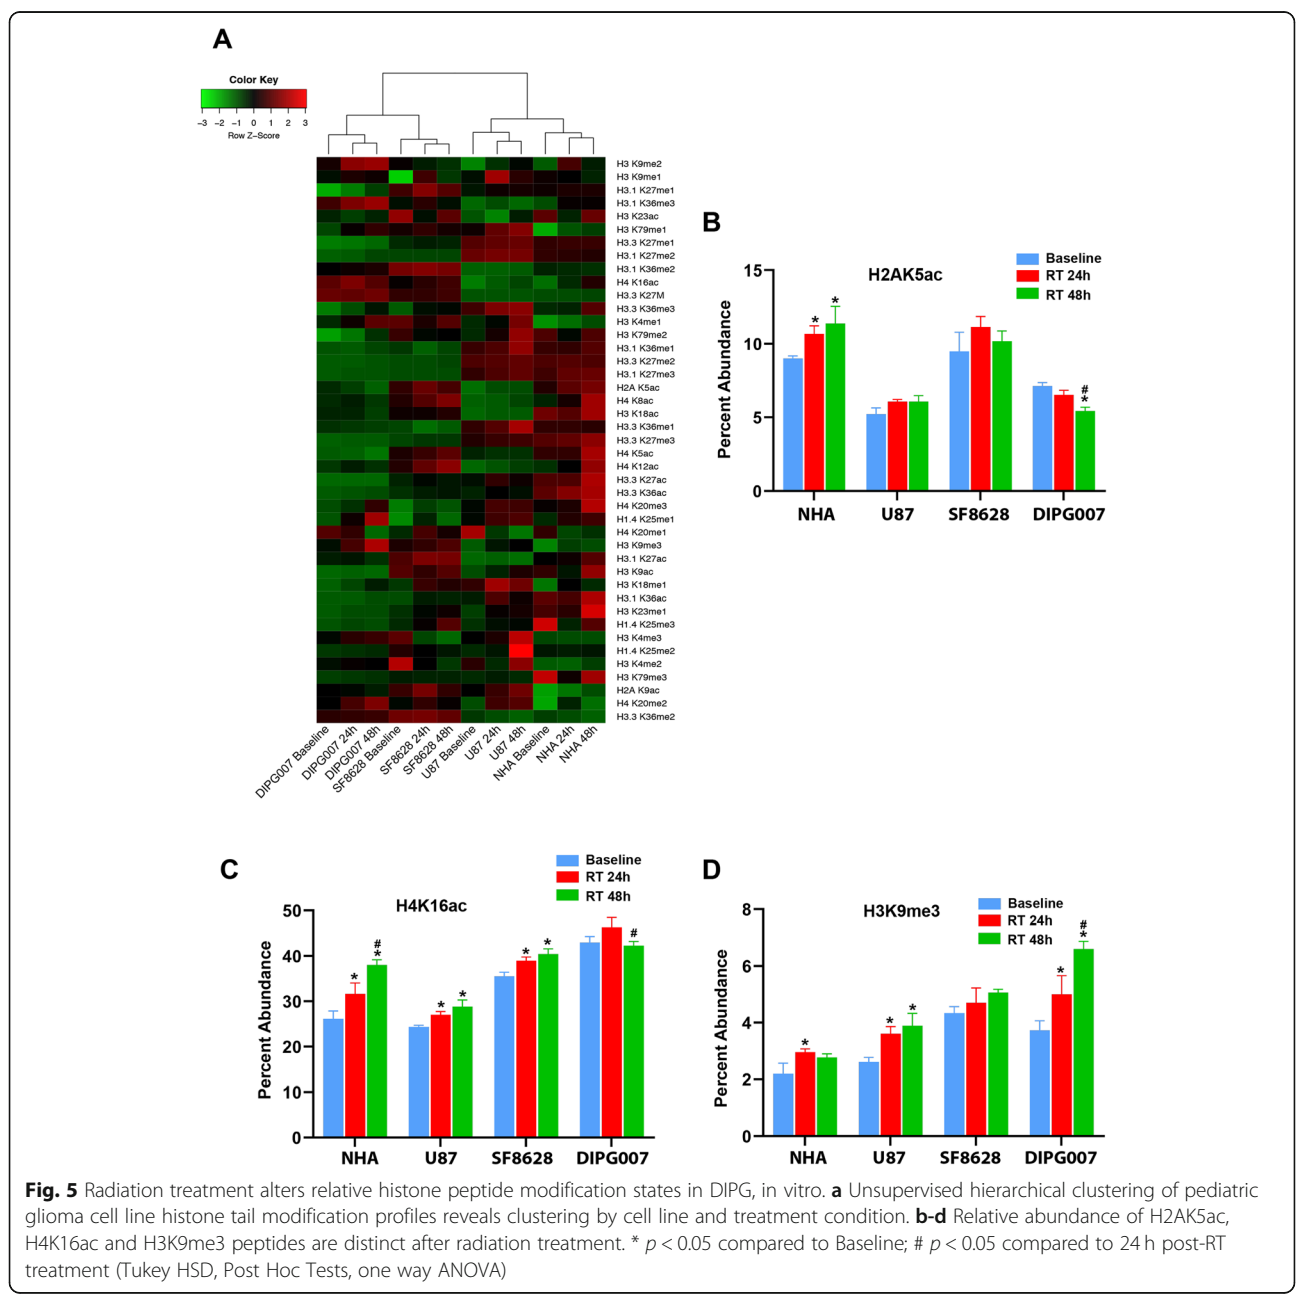 A
Color Key
−3 −2 −1 0 1 2 3
Row Z−Score
H3 K9me2
H3 K9me1
H3.1 K27me1
H3.1 K36me3
H3 K23ac
H3 K79me1
H3.3 K27me1
H3.1 K27me2
H3.1 K36me2
H4 K16ac
H3.3 K27M
H3.3 K36me3
H3 K4me1
H3 K79me2
H3.1 K36me1
H3.3 K27me2
H3.1 K27me3
H2A K5ac
H4 K8ac
H3 K18ac
H3.3 K36me1
H3.3 K27me3
H4 K5ac
H4 K12ac
H3.3 K27ac
H3.3 K36ac
H4 K20me3
H1.4 K25me1
H4 K20me1
H3 K9me3
H3.1 K27ac
H3 K9ac
H3 K18me1
H3.1 K36ac
H3 K23me1
H1.4 K25me3
H3 K4me3
H1.4 K25me2
H3 K4me2
H3 K79me3
H2A K9ac
H4 K20me2
H3.3 K36me2
DIPG007 Baseline
DIPG007 24h
DIPG007 48h
SF8628 Baseline
SF8628 24h
SF8628 48h
U87 Baseline
U87 24h
U87 48h
NHA Baseline
NHA 24h
NHA 48h
B
Baseline
RT 24h
RT 48h
H2AK5ac
Percent Abundance
15
10
5
0
* * # *
NHA U87 SF8628 DIPG007
C
Baseline
RT 24h
RT 48h
H4K16ac
Percent Abundance
50
40
30
20
10
0
* # * * * * * #
NHA U87 SF8628 DIPG007
D
Baseline
RT 24h
RT 48h
H3K9me3
Percent Abundance
8
6
4
2
0
* * * * # *
NHA U87 SF8628 DIPG007
Fig. 5 Radiation treatment alters relative histone peptide modification states in DIPG, in vitro. a Unsupervised hierarchical clustering of pediatric
glioma cell line histone tail modification profiles reveals clustering by cell line and treatment condition. b-d Relative abundance of H2AK5ac,
H4K16ac and H3K9me3 peptides are distinct after radiation treatment. * p < 0.05 compared to Baseline; # p < 0.05 compared to 24 h post-RT
treatment (Tukey HSD, Post Hoc Tests, one way ANOVA)